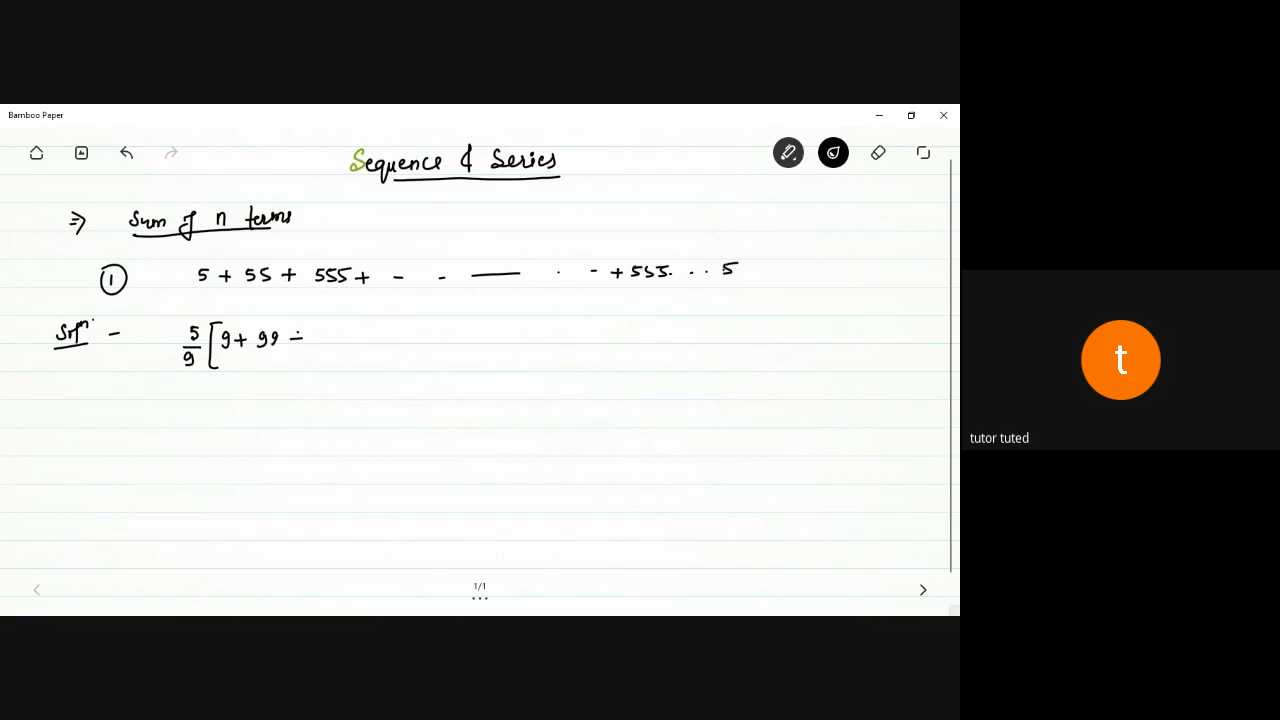 Bamboo Paper
Sequence & Series
⇒ Sum of n terms
① 5 + 55 + 555 + - - — . - + 555. . . . 5
Solⁿ. - 5/9 [ 9 + 99 ÷
1/1
t
tutor tuted